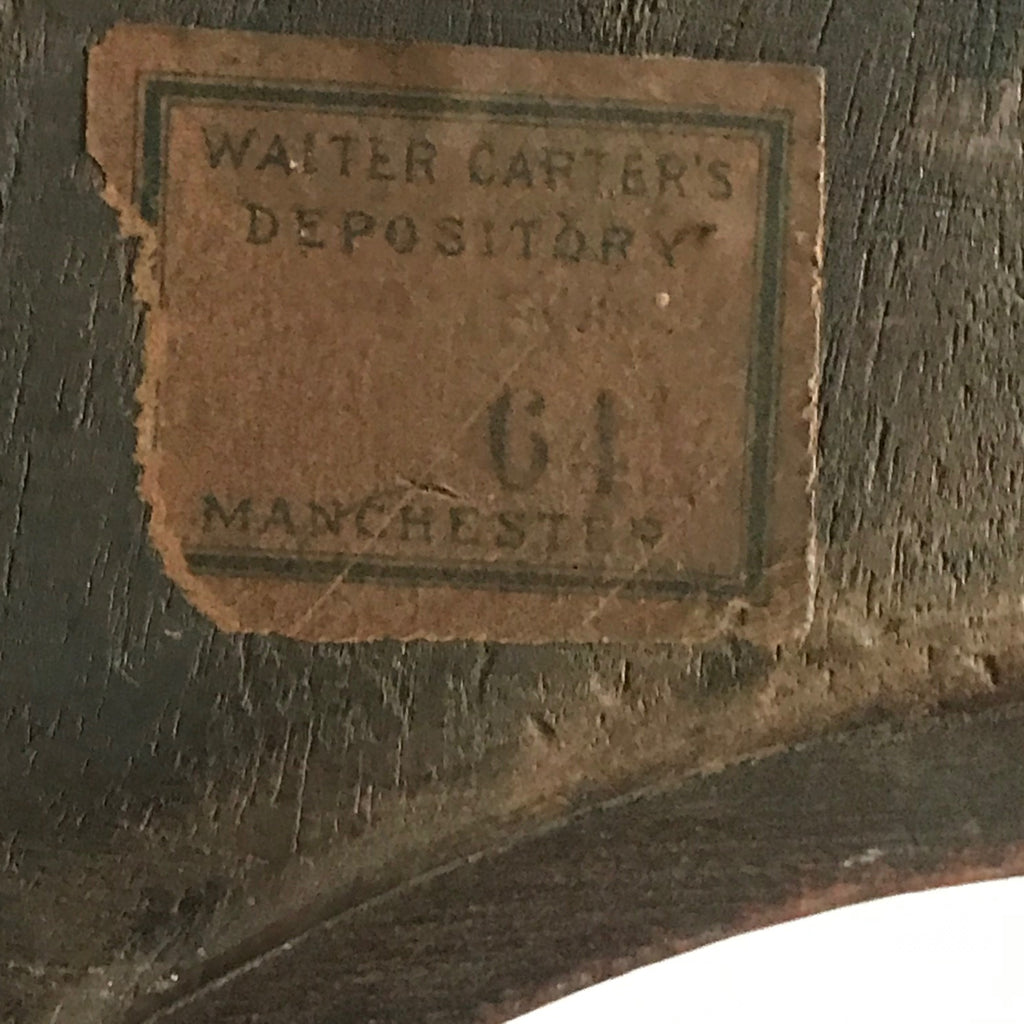 WALTER CARTER'S
DEPOSITORY
64
MANCHESTER